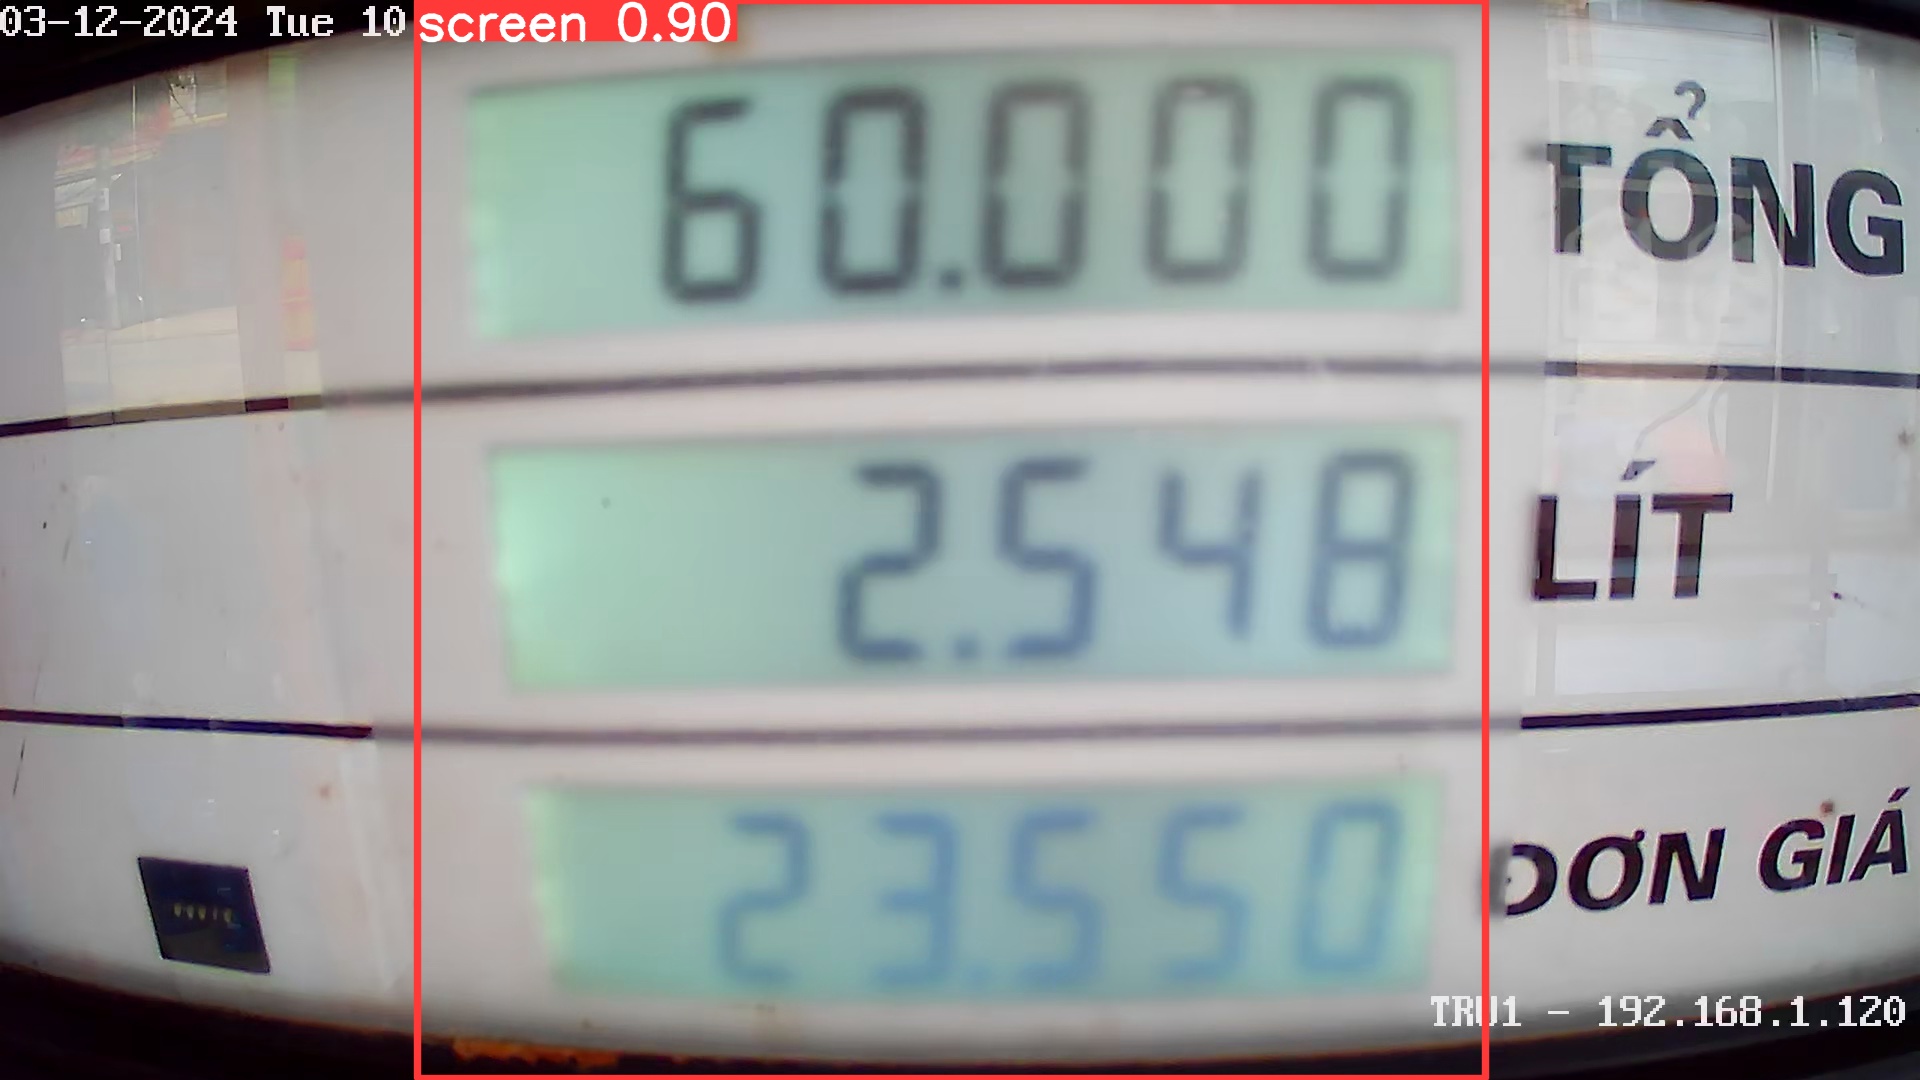 03-12-2024 Tue 10
screen 0.90
60.000
TỔNG
2.548
LÍT
23.550
ĐƠN GIÁ
TRU1 - 192.168.1.120